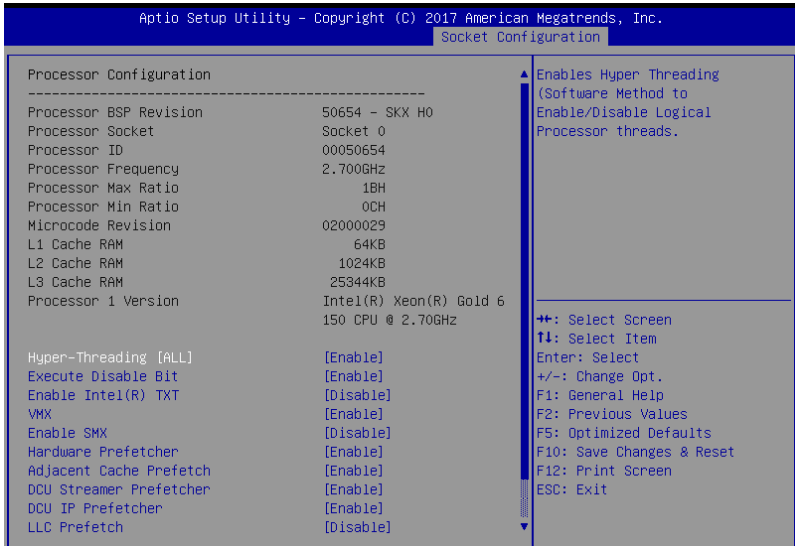 Aptio Setup Utility – Copyright (C) 2017 American Megatrends, Inc.
Socket Configuration
Processor Configuration
--------------------------------------------------
Processor BSP Revision 50654 - SKX H0
Processor Socket Socket 0
Processor ID 00050654
Processor Frequency 2.700GHz
Processor Max Ratio 1BH
Processor Min Ratio 0CH
Microcode Revision 02000029
L1 Cache RAM 64KB
L2 Cache RAM 1024KB
L3 Cache RAM 25344KB
Processor 1 Version Intel(R) Xeon(R) Gold 6
150 CPU @ 2.70GHz
Hyper-Threading [ALL] [Enable]
Execute Disable Bit [Enable]
Enable Intel(R) TXT [Disable]
VMX [Enable]
Enable SMX [Disable]
Hardware Prefetcher [Enable]
Adjacent Cache Prefetch [Enable]
DCU Streamer Prefetcher [Enable]
DCU IP Prefetcher [Enable]
LLC Prefetch [Disable]
Enables Hyper Threading
(Software Method to
Enable/Disable Logical
Processor threads.
→←: Select Screen
↑↓: Select Item
Enter: Select
+/-: Change Opt.
F1: General Help
F2: Previous Values
F5: Optimized Defaults
F10: Save Changes & Reset
F12: Print Screen
ESC: Exit